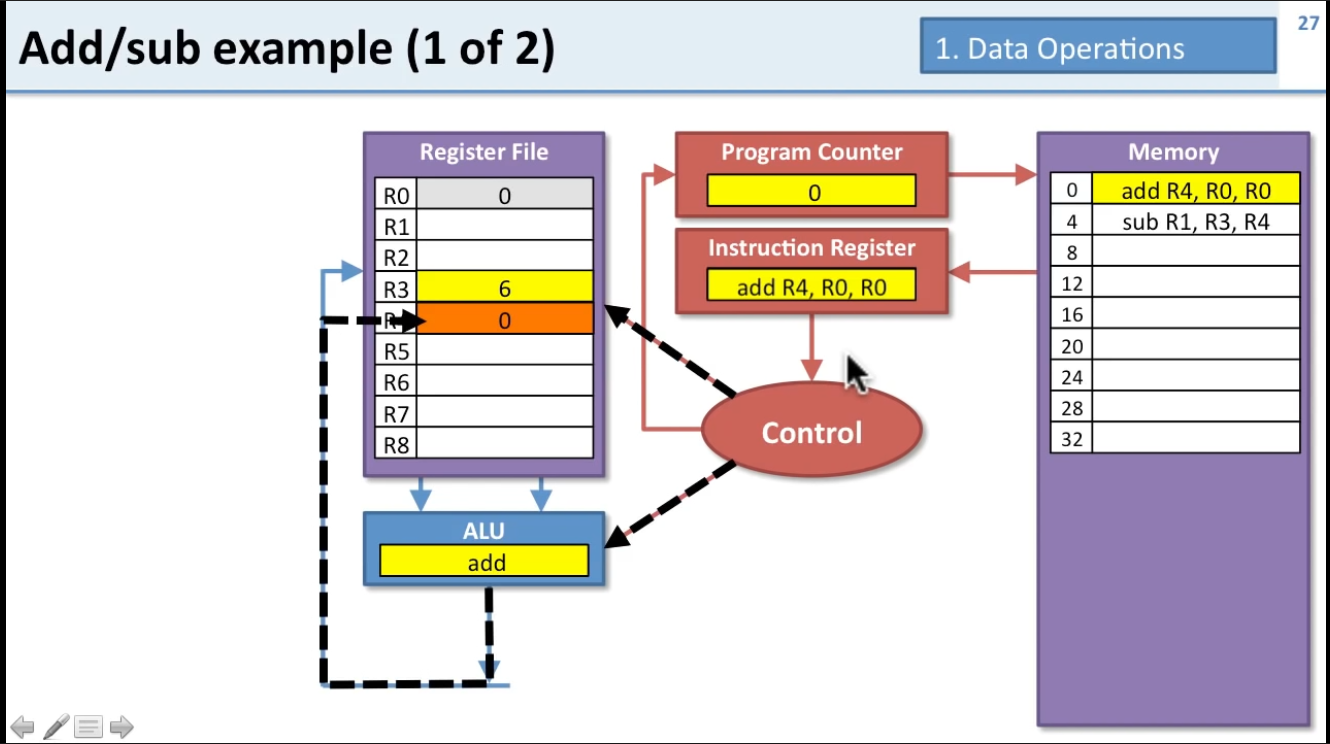 27
Add/sub example (1 of 2)
1. Data Operations
Register File
R0 0
R1
R2
R3 6
R 0
R5
R6
R7
R8
ALU
add
Program Counter
0
Instruction Register
add R4, R0, R0
Control
Memory
0 add R4, R0, R0
4 sub R1, R3, R4
8
12
16
20
24
28
32